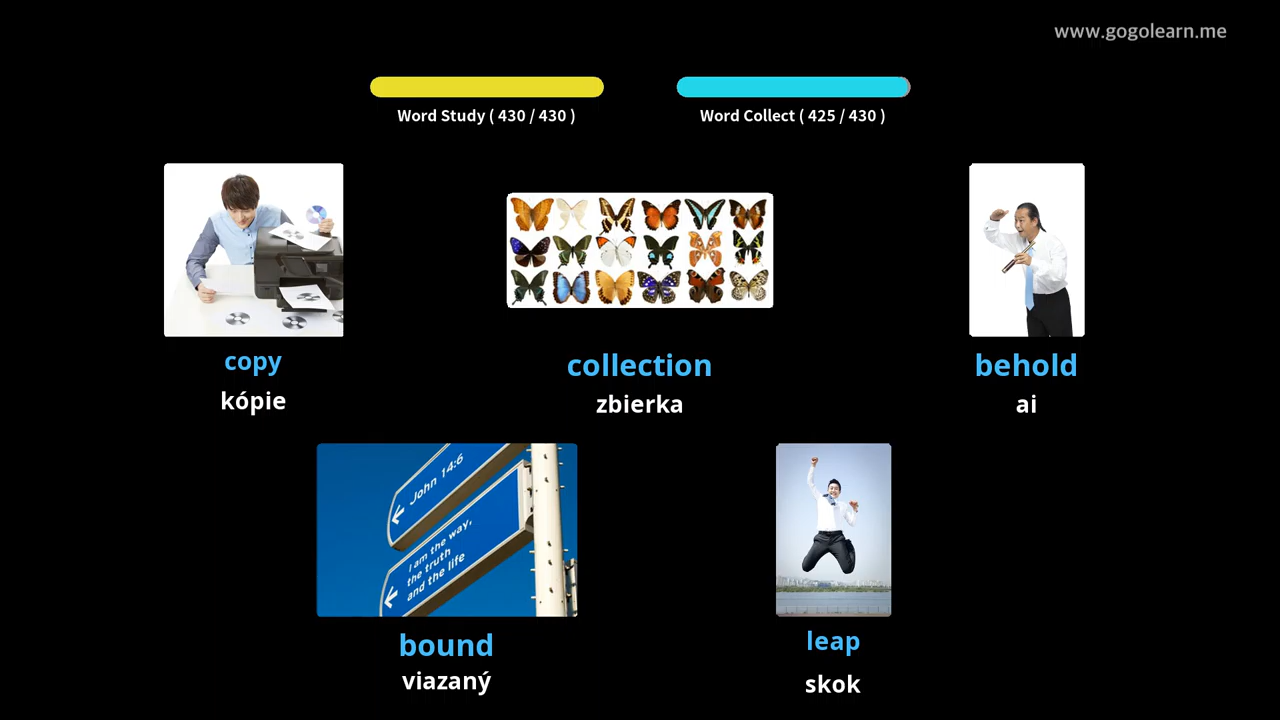 www.gogolearn.me
Word Study ( 430 / 430 )
Word Collect ( 425 / 430 )
copy
kópie
collection
zbierka
behold
ai
John 14:6
I am the way,
the truth
and the life
bound
viazaný
leap
skok